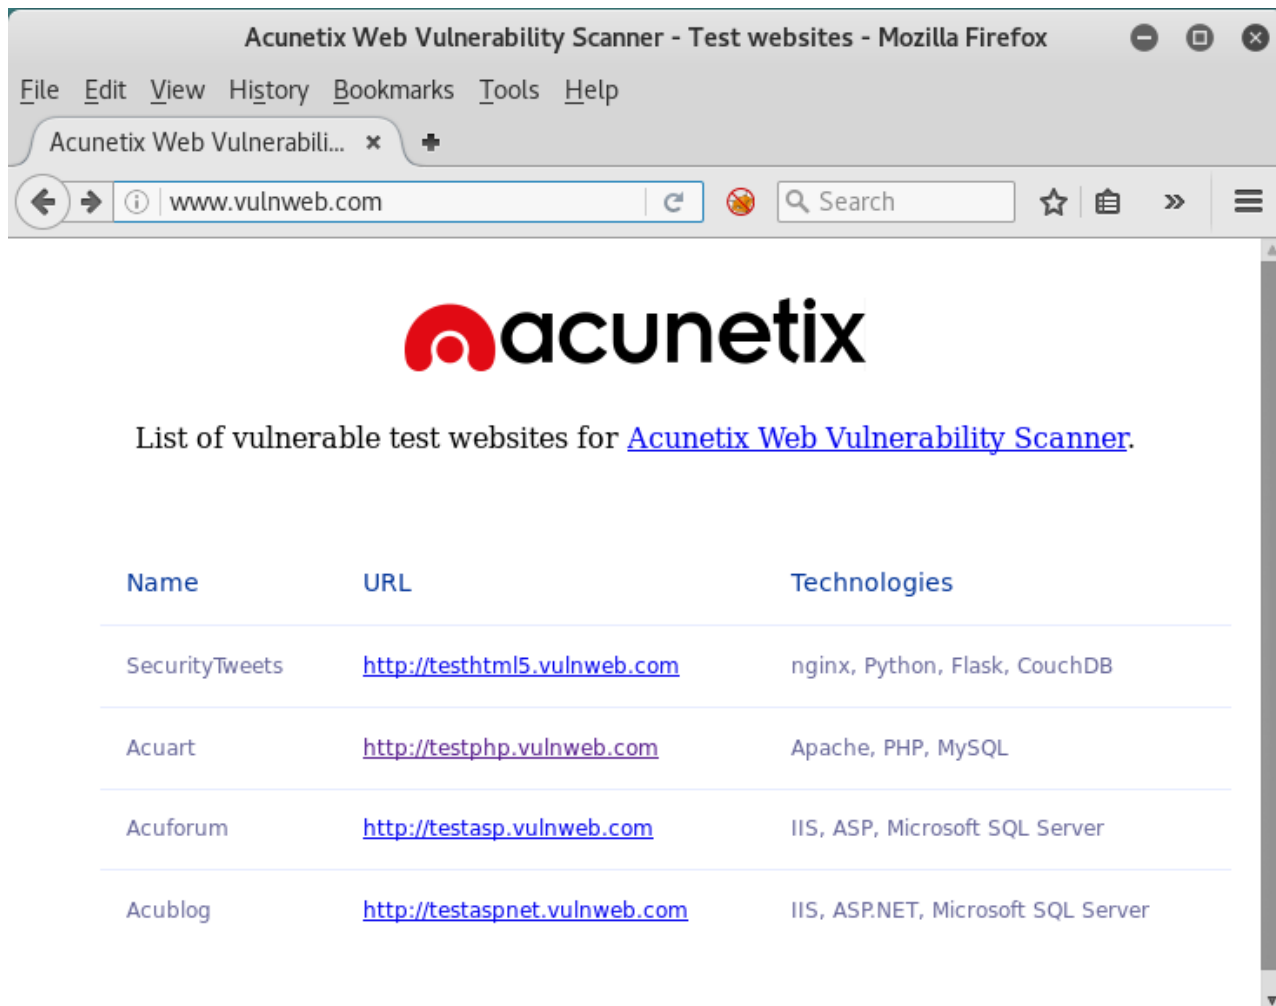 Acunetix Web Vulnerability Scanner - Test websites - Mozilla Firefox
File Edit View History Bookmarks Tools Help
Acunetix Web Vulnerabili...
www.vulnweb.com Search
acunetix
List of vulnerable test websites for Acunetix Web Vulnerability Scanner.
Name URL Technologies
SecurityTweets http://testhtml5.vulnweb.com nginx, Python, Flask, CouchDB
Acuart http://testphp.vulnweb.com Apache, PHP, MySQL
Acuforum http://testasp.vulnweb.com IIS, ASP, Microsoft SQL Server
Acublog http://testaspnet.vulnweb.com IIS, ASP.NET, Microsoft SQL Server